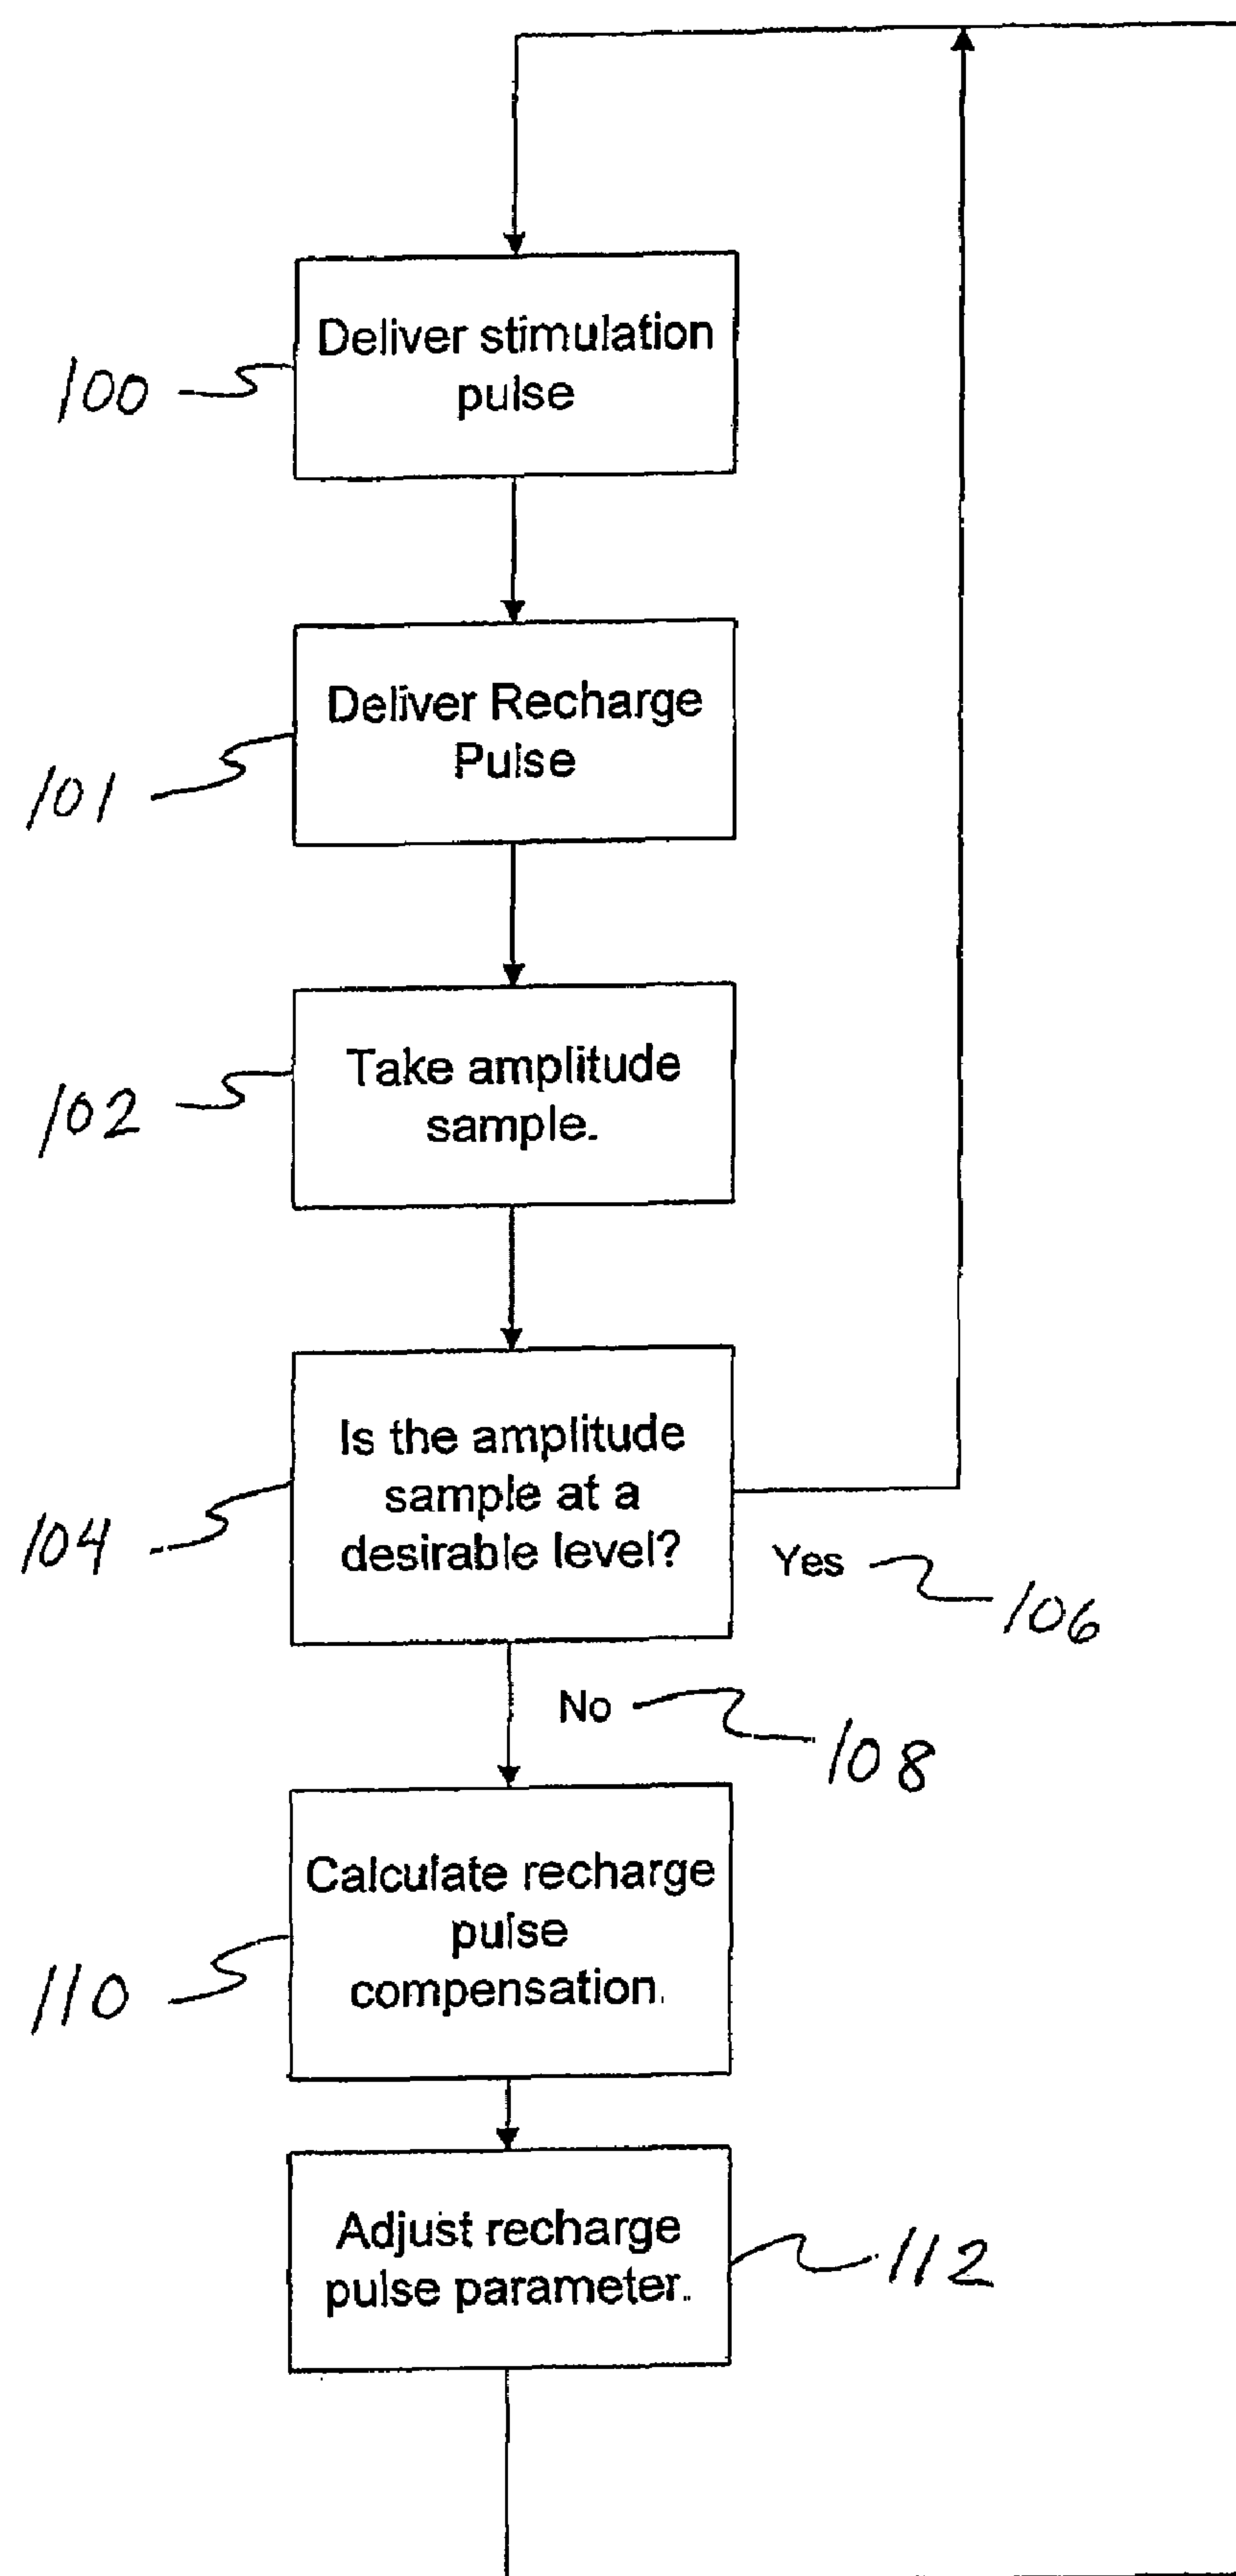 Deliver stimulation
pulse
100
Deliver Recharge
Pulse
101
Take amplitude
sample.
102
Is the amplitude
sample at a
desirable level?
104
Yes
106
No
108
Calculate recharge
pulse
compensation.
110
Adjust recharge
pulse parameter.
112